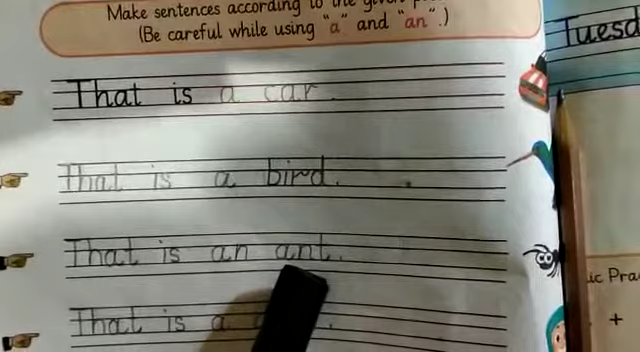 Make sentences according to the given
(Be careful while using "a" and "an".)
Tuesd
That is a car.
That is a bird.
That is an ant.
That is a
ic Pra
+